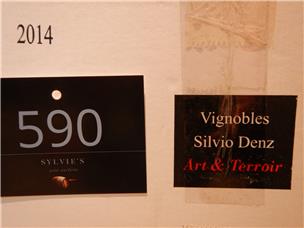 2014
590
SYLVIE'S
Vignobles
Silvio Denz
Art & Terroir